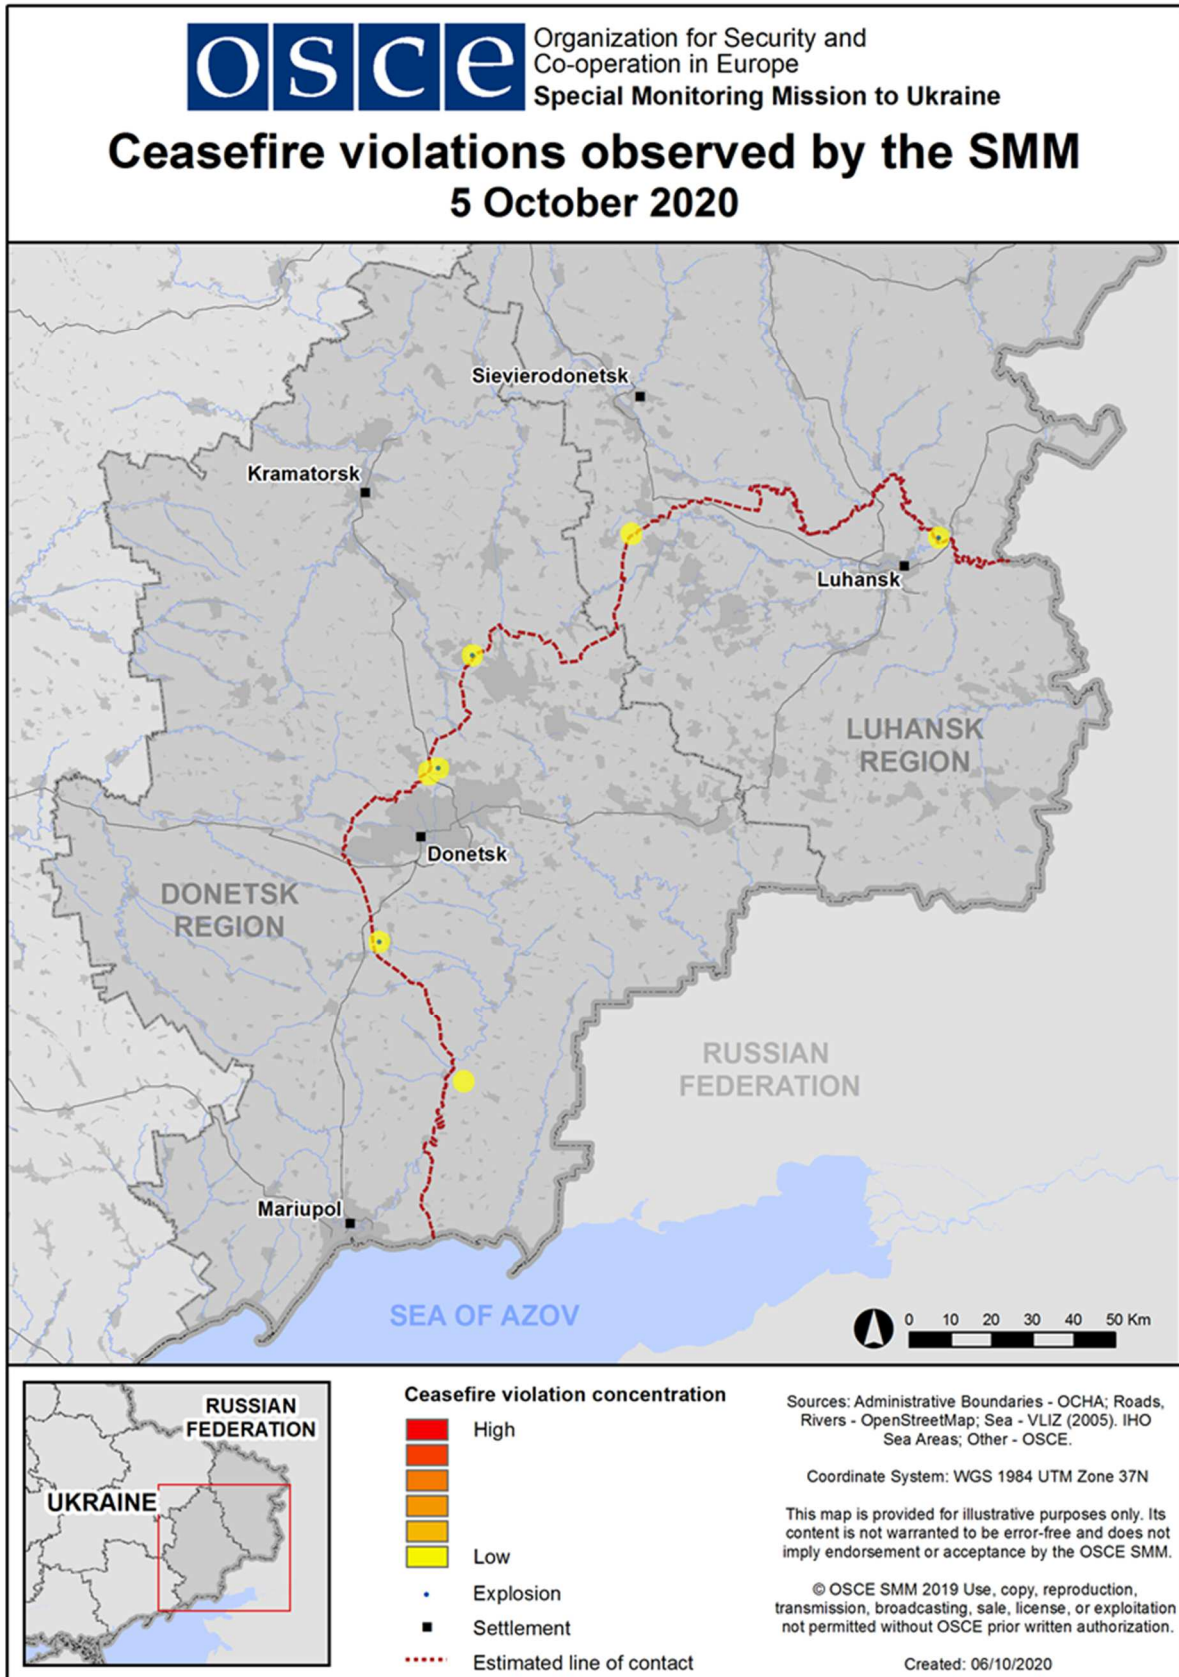 osce
Organization for Security and
Co-operation in Europe
Special Monitoring Mission to Ukraine
Ceasefire violations observed by the SMM
5 October 2020
Sievierodonetsk
Kramatorsk
Luhansk
LUHANSK
REGION
Donetsk
DONETSK
REGION
RUSSIAN
FEDERATION
Mariupol
SEA OF AZOV
0 10 20 30 40 50 Km
RUSSIAN
FEDERATION
UKRAINE
Ceasefire violation concentration
High
Low
Explosion
Settlement
Estimated line of contact
Sources: Administrative Boundaries - OCHA; Roads,
Rivers - OpenStreetMap; Sea - VLIZ (2005). IHO
Sea Areas; Other - OSCE.
Coordinate System: WGS 1984 UTM Zone 37N
This map is provided for illustrative purposes only. Its
content is not warranted to be error-free and does not
imply endorsement or acceptance by the OSCE SMM.
© OSCE SMM 2019 Use, copy, reproduction,
transmission, broadcasting, sale, license, or exploitation
not permitted without OSCE prior written authorization.
Created: 06/10/2020